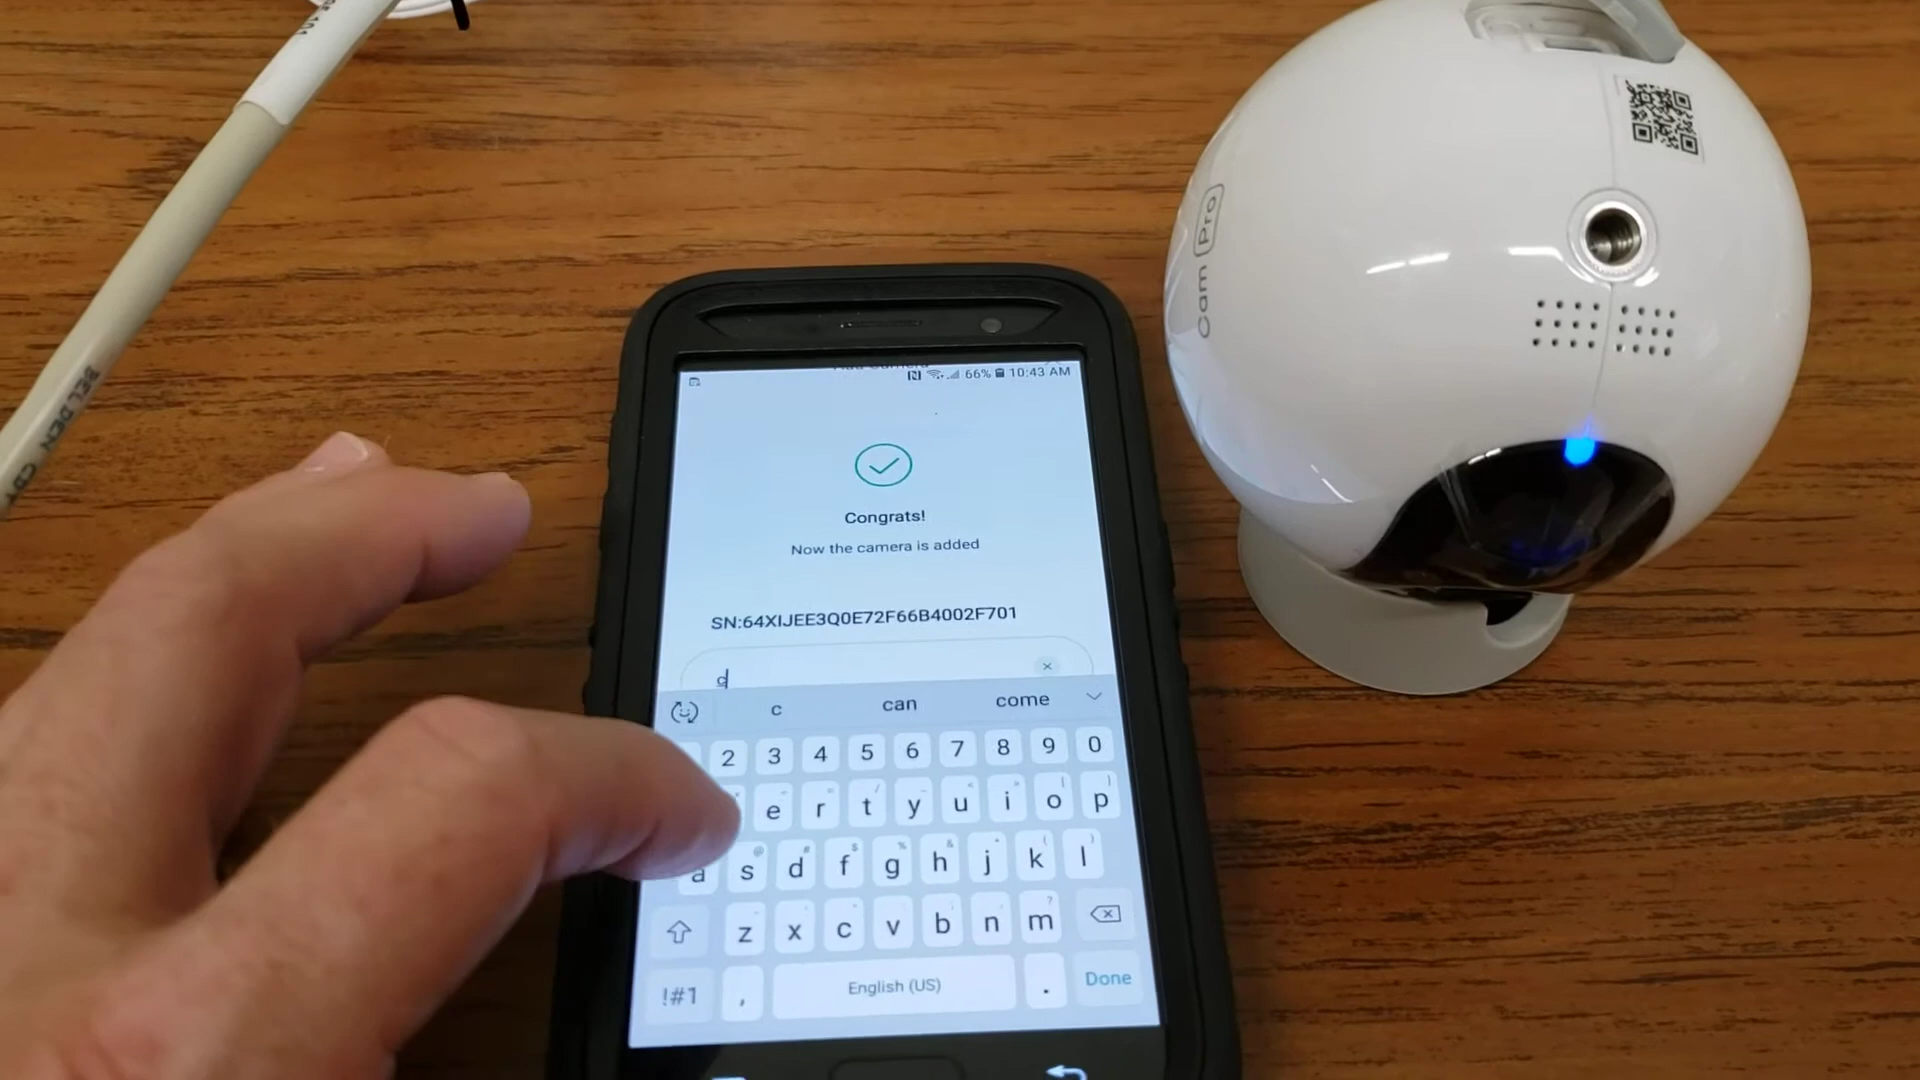 BELDEN
Cam Pro
66% 10:43 AM
Congrats!
Now the camera is added
SN:64XIJEE3Q0E72F66B4002F701
c
c can come
2 3 4 5 6 7 8 9 0
e r t y u i o p
a s d f g h j k l
z x c v b n m
!#1 , English (US) . Done